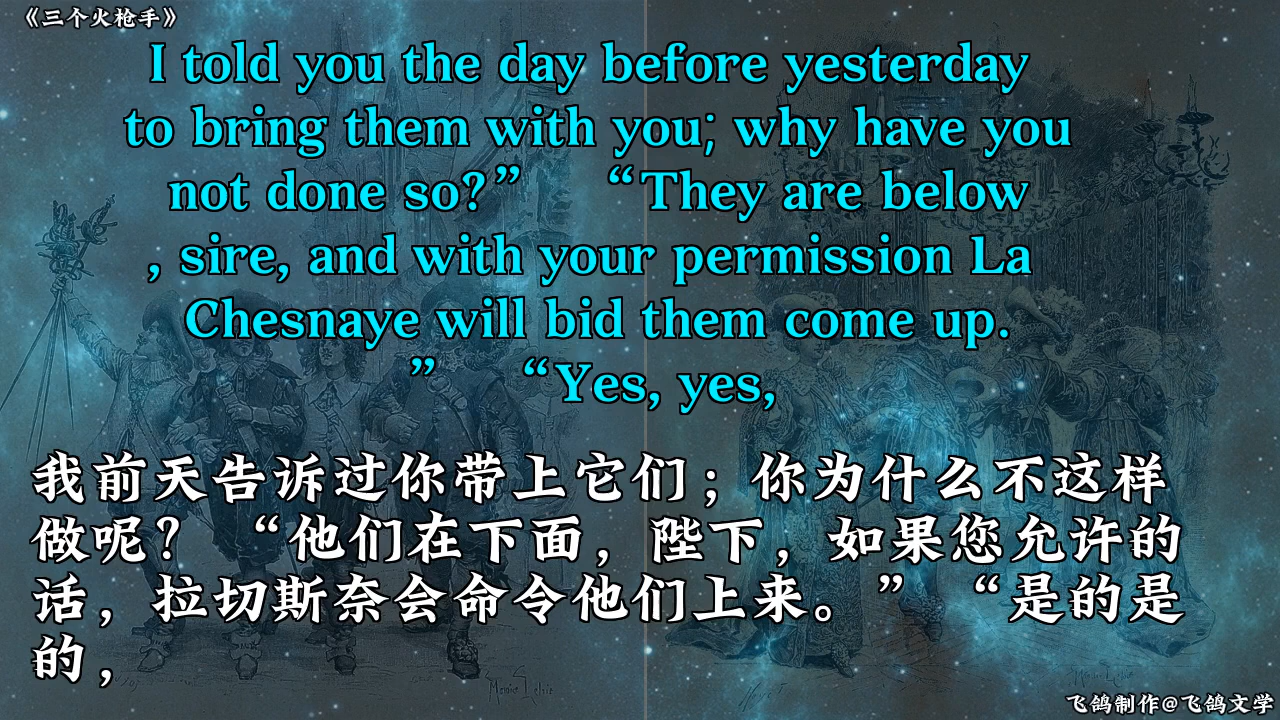 《三个火枪手》
I told you the day before yesterday
to bring them with you; why have you
not done so?” “They are below
, sire, and with your permission La
Chesnaye will bid them come up.
” “Yes, yes,
我前天告诉过你带上它们；你为什么不这样
做呢？ “他们在下面，陛下，如果您允许的
话，拉切斯奈会命令他们上来。” “是的是
的，
飞鸽制作@飞鸽文学